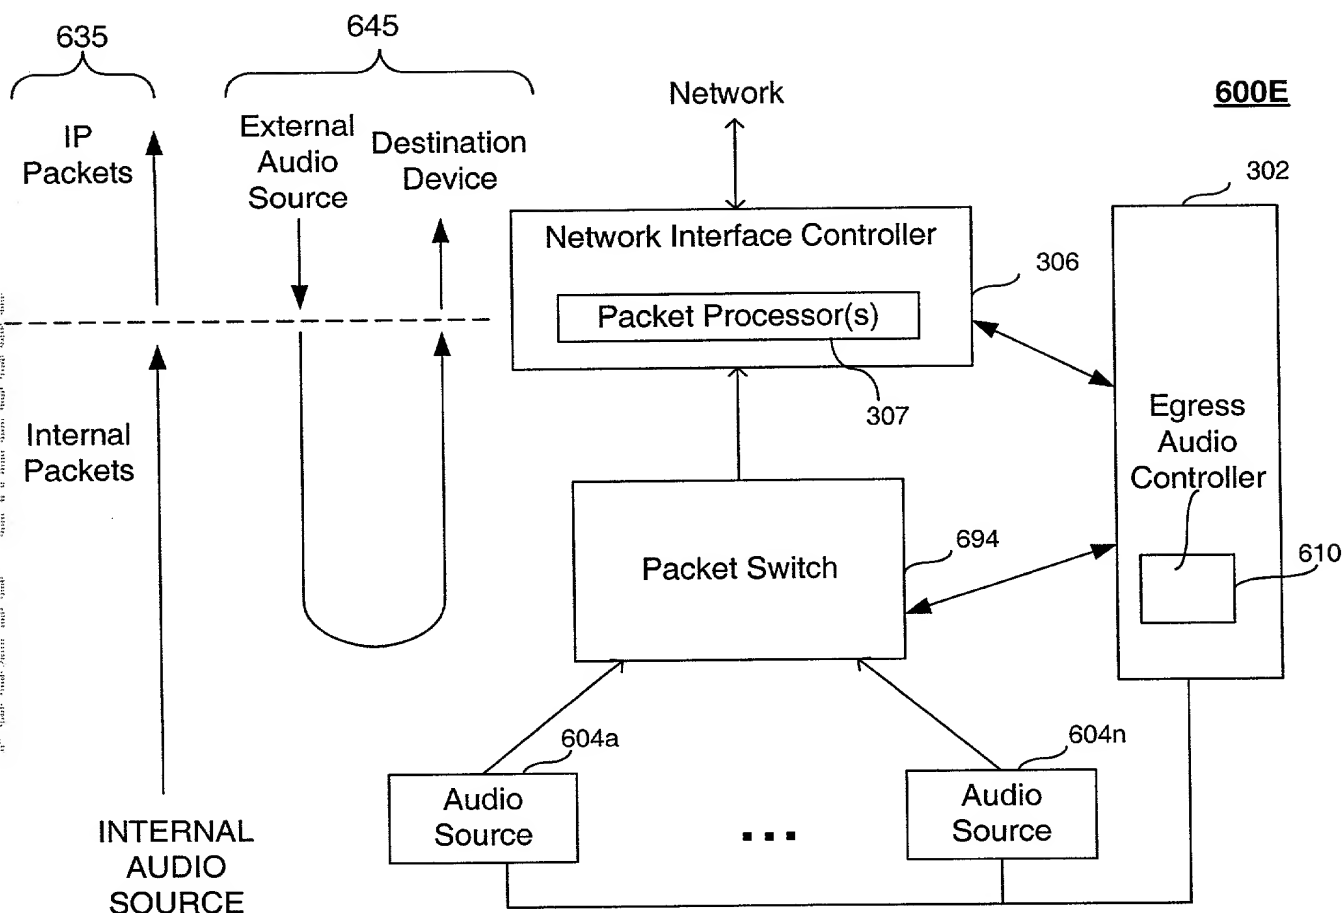 635
645
600E
IP
Packets
External
Audio
Source
Destination
Device
Network
302
Network Interface Controller
306
Packet Processor(s)
307
Internal
Packets
Egress
Audio
Controller
694
Packet Switch
610
604a
604n
Audio
Source
...
Audio
Source
INTERNAL
AUDIO
SOURCE